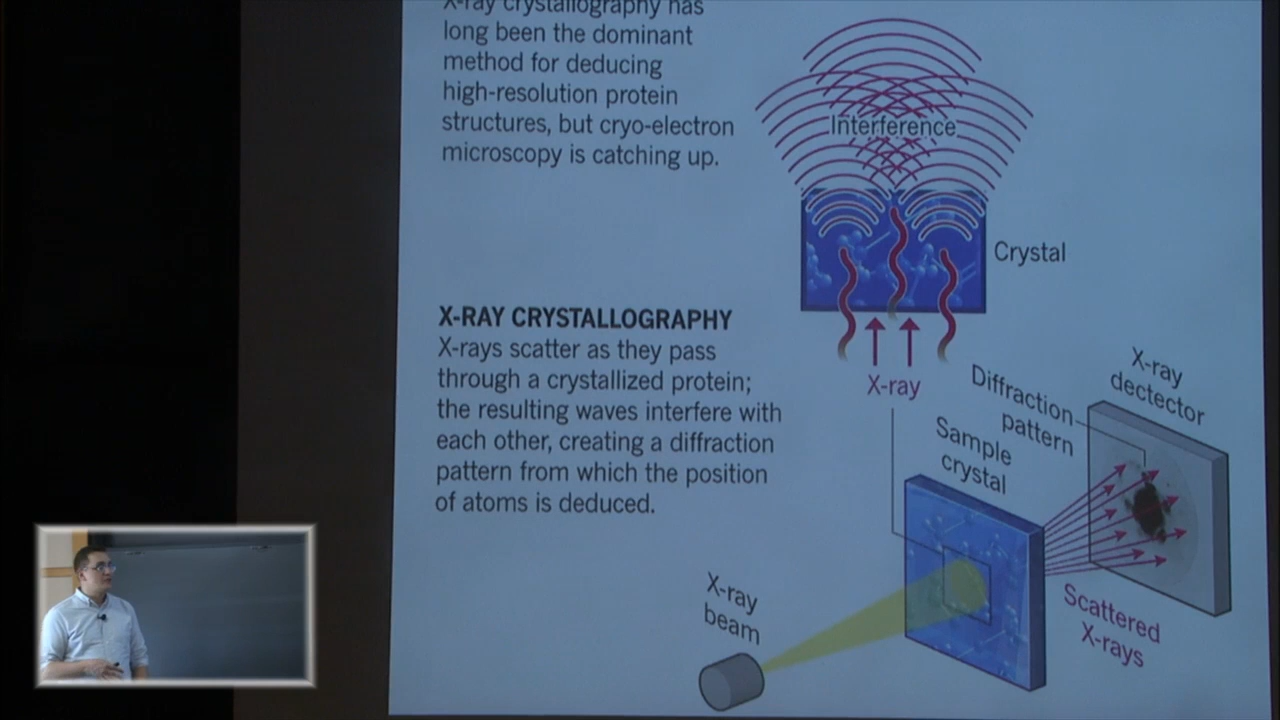 X-ray crystallography has
long been the dominant
method for deducing
high-resolution protein
structures, but cryo-electron
microscopy is catching up.
Interference
Crystal
X-ray
X-RAY CRYSTALLOGRAPHY
X-rays scatter as they pass
through a crystallized protein;
the resulting waves interfere with
each other, creating a diffraction
pattern from which the position
of atoms is deduced.
X-ray
dectector
Diffraction
pattern
Sample
crystal
Scattered
X-rays
X-ray
beam